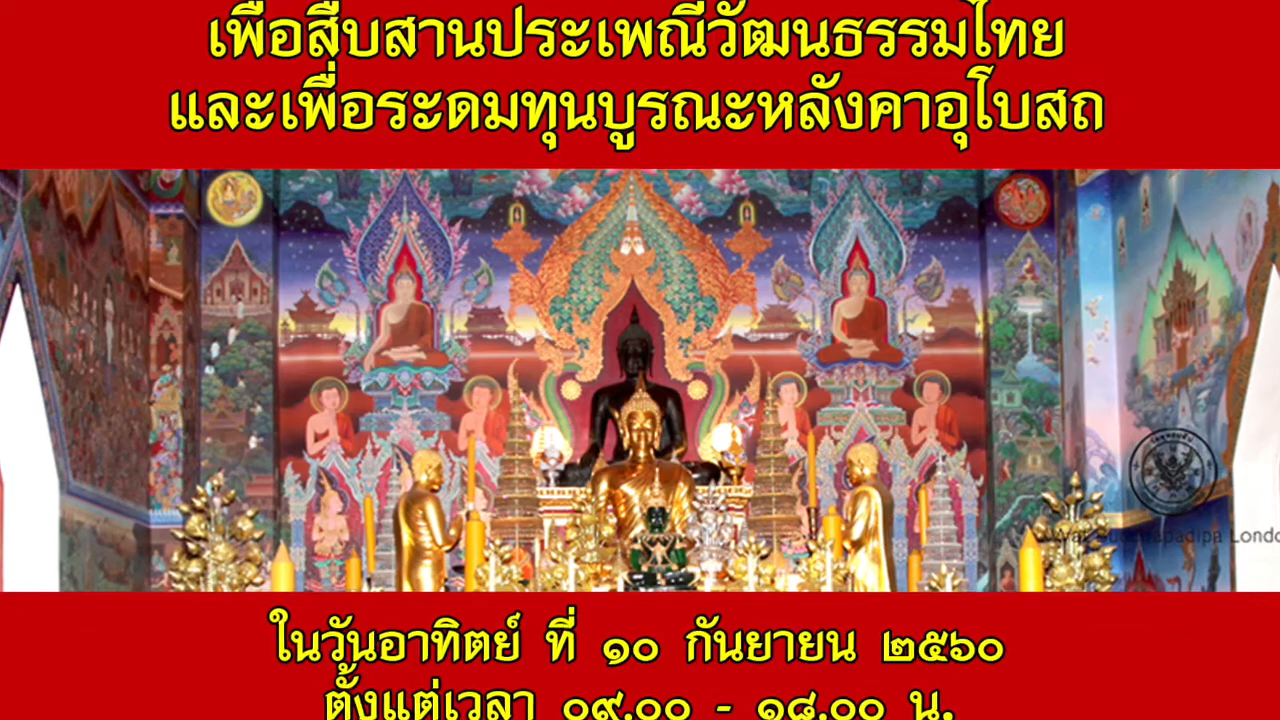 เพื่อสืบสานประเพณีวัฒนธรรมไทย
และเพื่อระดมทุนบูรณะหลังคาอุโบสถ
Wat Buddhapadipa London
ในวันอาทิตย์ ที่ ๑๐ กันยายน ๒๕๖๐
ตั้งแต่เวลา ๐๙.๐๐ - ๑๘.๐๐ น.